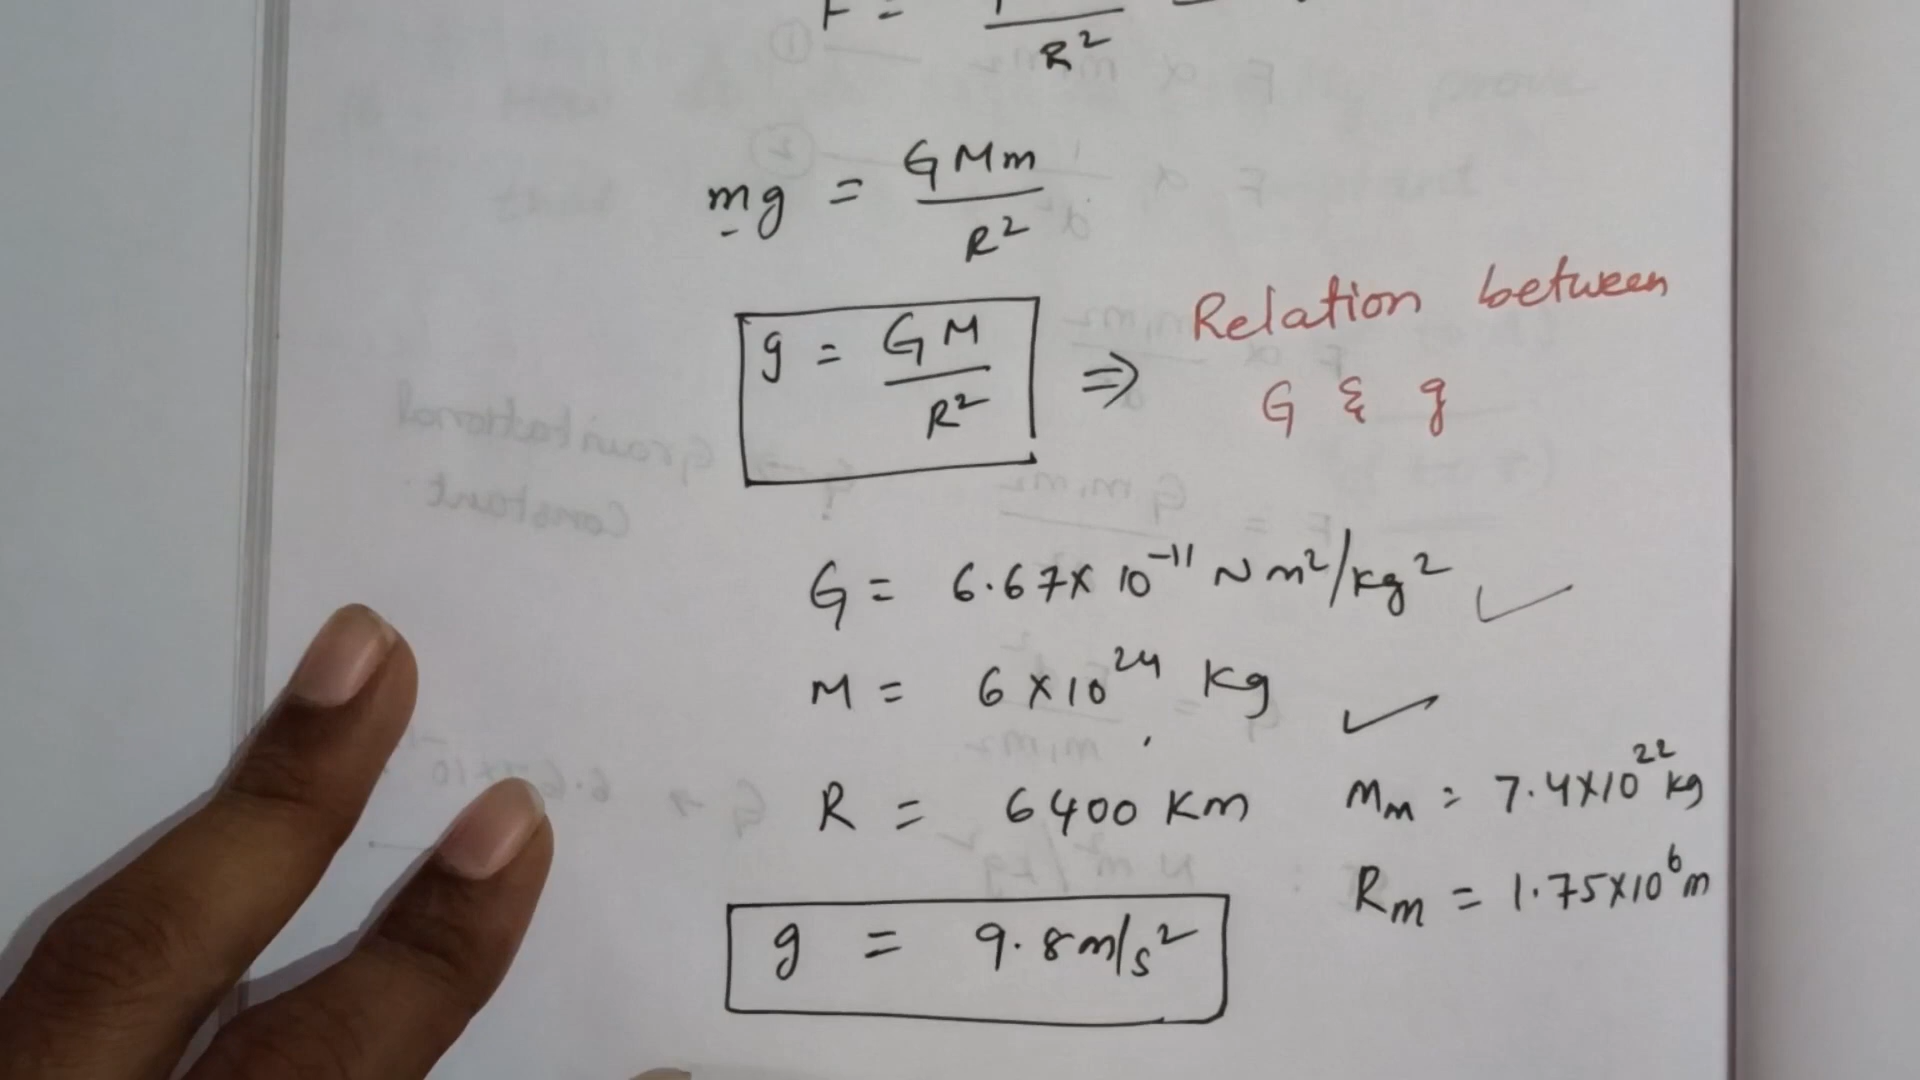 F =
R²
mg = GMm
R²
g = GM
R²
⇒ Relation between
G & g
G = 6.67 × 10⁻¹¹ Nm²/kg²
M = 6 × 10²⁴ kg
R = 6400 Km
Mm = 7.4×10²² kg
Rm = 1.75×10⁶ m
g = 9.8 m/s²